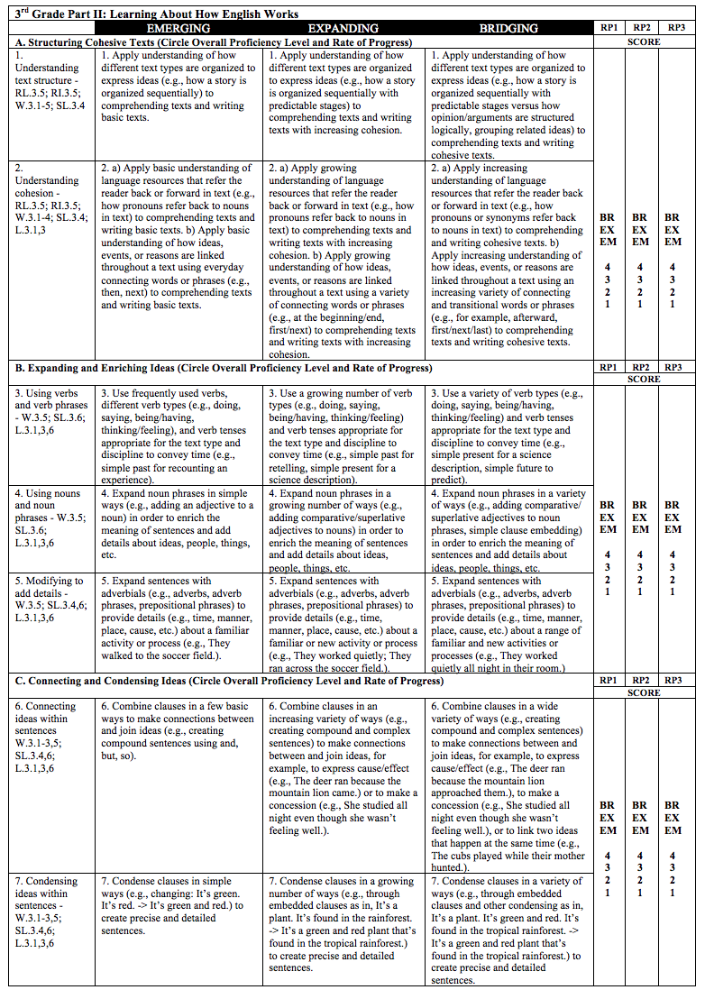 3rd Grade Part II: Learning About How English Works
EMERGING EXPANDING BRIDGING RP1 RP2 RP3
A. Structuring Cohesive Texts (Circle Overall Proficiency Level and Rate of Progress) SCORE
1.
Understanding
text structure -
RL.3.5; RI.3.5;
W.3.1-5; SL.3.4
1. Apply understanding of how
different text types are organized to
express ideas (e.g., how a story is
organized sequentially) to
comprehending texts and writing
basic texts.
1. Apply understanding of how
different text types are organized
to express ideas (e.g., how a story
is organized sequentially with
predictable stages) to
comprehending texts and writing
texts with increasing cohesion.
1. Apply understanding of how
different text types are organized to
express ideas (e.g., how a story is
organized sequentially with
predictable stages versus how
opinion/arguments are structured
logically, grouping related ideas) to
comprehending texts and writing
cohesive texts.
2.
Understanding
cohesion -
RL.3.5; RI.3.5;
W.3.1-4; SL.3.4;
L.3.1,3
2. a) Apply basic understanding of
language resources that refer the
reader back or forward in text (e.g.,
how pronouns refer back to nouns
in text) to comprehending texts and
writing basic texts. b) Apply basic
understanding of how ideas,
events, or reasons are linked
throughout a text using everyday
connecting words or phrases (e.g.,
then, next) to comprehending texts
and writing basic texts.
2. a) Apply growing
understanding of language
resources that refer the reader
back or forward in text (e.g., how
pronouns refer back to nouns in
text) to comprehending texts and
writing texts with increasing
cohesion. b) Apply growing
understanding of how ideas,
events, or reasons are linked
throughout a text using a variety
of connecting words or phrases
(e.g., at the beginning/end,
first/next) to comprehending texts
and writing texts with increasing
cohesion.
2. a) Apply increasing
understanding of language
resources that refer the reader back
or forward in text (e.g., how
pronouns or synonyms refer back
to nouns in text) to comprehending
and writing cohesive texts. b)
Apply increasing understanding of
how ideas, events, or reasons are
linked throughout a text using an
increasing variety of connecting
and transitional words or phrases
(e.g., for example, afterward,
first/next/last) to comprehending
texts and writing cohesive texts.
BR BR BR
EX EX EX
EM EM EM
4 4 4
3 3 3
2 2 2
1 1 1
B. Expanding and Enriching Ideas (Circle Overall Proficiency Level and Rate of Progress) RP1 RP2 RP3
SCORE
3. Using verbs
and verb phrases
- W.3.5; SL.3.6;
L.3.1,3,6
3. Use frequently used verbs,
different verb types (e.g., doing,
saying, being/having,
thinking/feeling), and verb tenses
appropriate for the text type and
discipline to convey time (e.g.,
simple past for recounting an
experience).
3. Use a growing number of verb
types (e.g., doing, saying,
being/having, thinking/feeling)
and verb tenses appropriate for
the text type and discipline to
convey time (e.g., simple past for
retelling, simple present for a
science description).
3. Use a variety of verb types (e.g.,
doing, saying, being/having,
thinking/feeling) and verb tenses
appropriate for the text type and
discipline to convey time (e.g.,
simple present for a science
description, simple future to
predict).
4. Using nouns
and noun
phrases - W.3.5;
SL.3.6;
L.3.1,3,6
4. Expand noun phrases in simple
ways (e.g., adding an adjective to a
noun) in order to enrich the
meaning of sentences and add
details about ideas, people, things,
etc.
4. Expand noun phrases in a
growing number of ways (e.g.,
adding comparative/superlative
adjectives to nouns) in order to
enrich the meaning of sentences
and add details about ideas,
people, things, etc.
4. Expand noun phrases in a variety
of ways (e.g., adding comparative/
superlative adjectives to noun
phrases, simple clause embedding)
in order to enrich the meaning of
sentences and add details about
ideas, people, things, etc.
5. Modifying to
add details -
W.3.5; SL.3.4,6;
L.3.1,3,6
5. Expand sentences with
adverbials (e.g., adverbs, adverb
phrases, prepositional phrases) to
provide details (e.g., time, manner,
place, cause, etc.) about a familiar
activity or process (e.g., They
walked to the soccer field.).
5. Expand sentences with
adverbials (e.g., adverbs, adverb
phrases, prepositional phrases) to
provide details (e.g., time,
manner, place, cause, etc.) about a
familiar or new activity or process
(e.g., They worked quietly; They
ran across the soccer field.).
5. Expand sentences with
adverbials (e.g., adverbs, adverb
phrases, prepositional phrases) to
provide details (e.g., time, manner,
place, cause, etc.) about a range of
familiar and new activities or
processes (e.g., They worked
quietly all night in their room.)
BR BR BR
EX EX EX
EM EM EM
4 4 4
3 3 3
2 2 2
1 1 1
C. Connecting and Condensing Ideas (Circle Overall Proficiency Level and Rate of Progress) RP1 RP2 RP3
SCORE
6. Connecting
ideas within
sentences
W.3.1-3,5;
SL.3.4,6;
L.3.1,3,6
6. Combine clauses in a few basic
ways to make connections between
and join ideas (e.g., creating
compound sentences using and,
but, so).
6. Combine clauses in an
increasing variety of ways (e.g.,
creating compound and complex
sentences) to make connections
between and join ideas, for
example, to express cause/effect
(e.g., The deer ran because the
mountain lion came.) or to make a
concession (e.g., She studied all
night even though she wasn’t
feeling well.).
6. Combine clauses in a wide
variety of ways (e.g., creating
compound and complex sentences)
to make connections between and
join ideas, for example, to express
cause/effect (e.g., The deer ran
because the mountain lion
approached them.), to make a
concession (e.g., She studied all
night even though she wasn’t
feeling well.), or to link two ideas
that happen at the same time (e.g.,
The cubs played while their mother
hunted.).
7. Condensing
ideas within
sentences -
W.3.1-3,5;
SL.3.4,6;
L.3.1,3,6
7. Condense clauses in simple
ways (e.g., changing: It’s green.
It’s red. -> It’s green and red.) to
create precise and detailed
sentences.
7. Condense clauses in a growing
number of ways (e.g., through
embedded clauses as in, It’s a
plant. It’s found in the rainforest.
-> It’s a green and red plant that’s
found in the tropical rainforest.)
to create precise and detailed
sentences.
7. Condense clauses in a variety of
ways (e.g., through embedded
clauses and other condensing as in,
It’s a plant. It’s green and red. It’s
found in the tropical rainforest. ->
It’s a green and red plant that’s
found in the tropical rainforest.) to
create precise and detailed
sentences.
BR BR BR
EX EX EX
EM EM EM
4 4 4
3 3 3
2 2 2
1 1 1